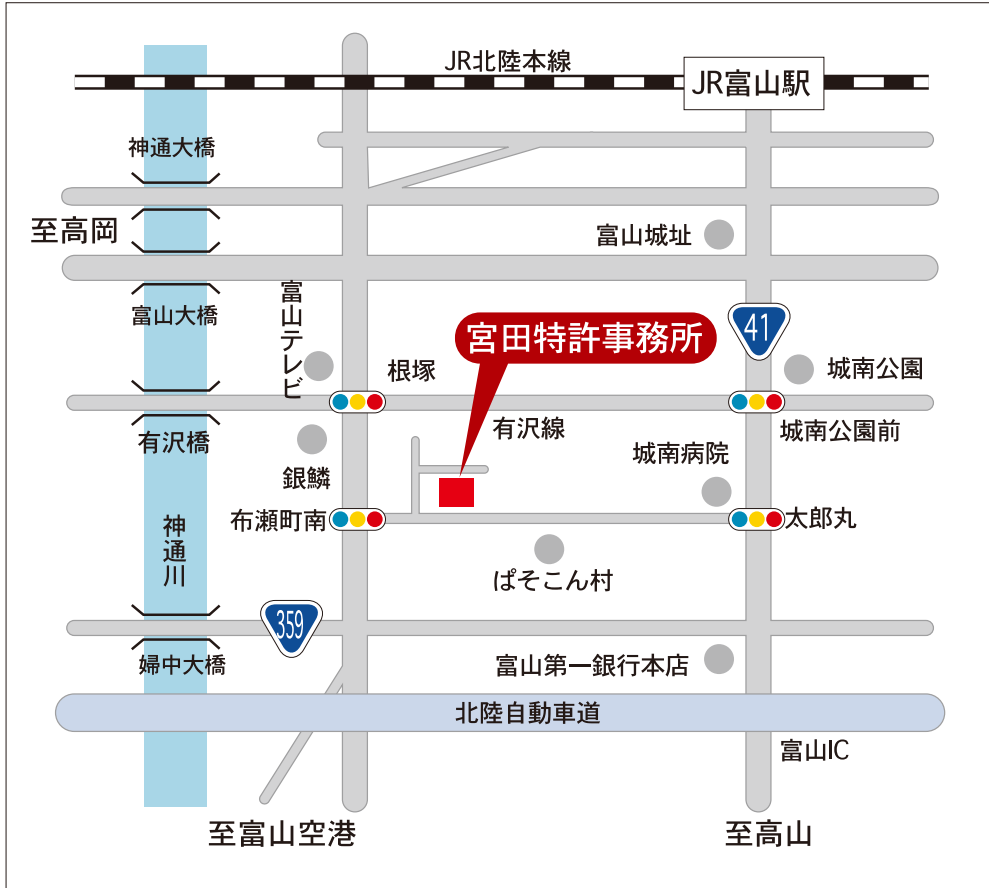 JR北陸本線
JR富山駅
神通大橋
至高岡
富山城址
富山大橋
富山テレビ
宮田特許事務所
41
根塚
城南公園
有沢橋
有沢線
城南公園前
銀鱗
城南病院
布瀬町南
太郎丸
神通川
ぱそこん村
359
婦中大橋
富山第一銀行本店
北陸自動車道
富山IC
至富山空港
至高山